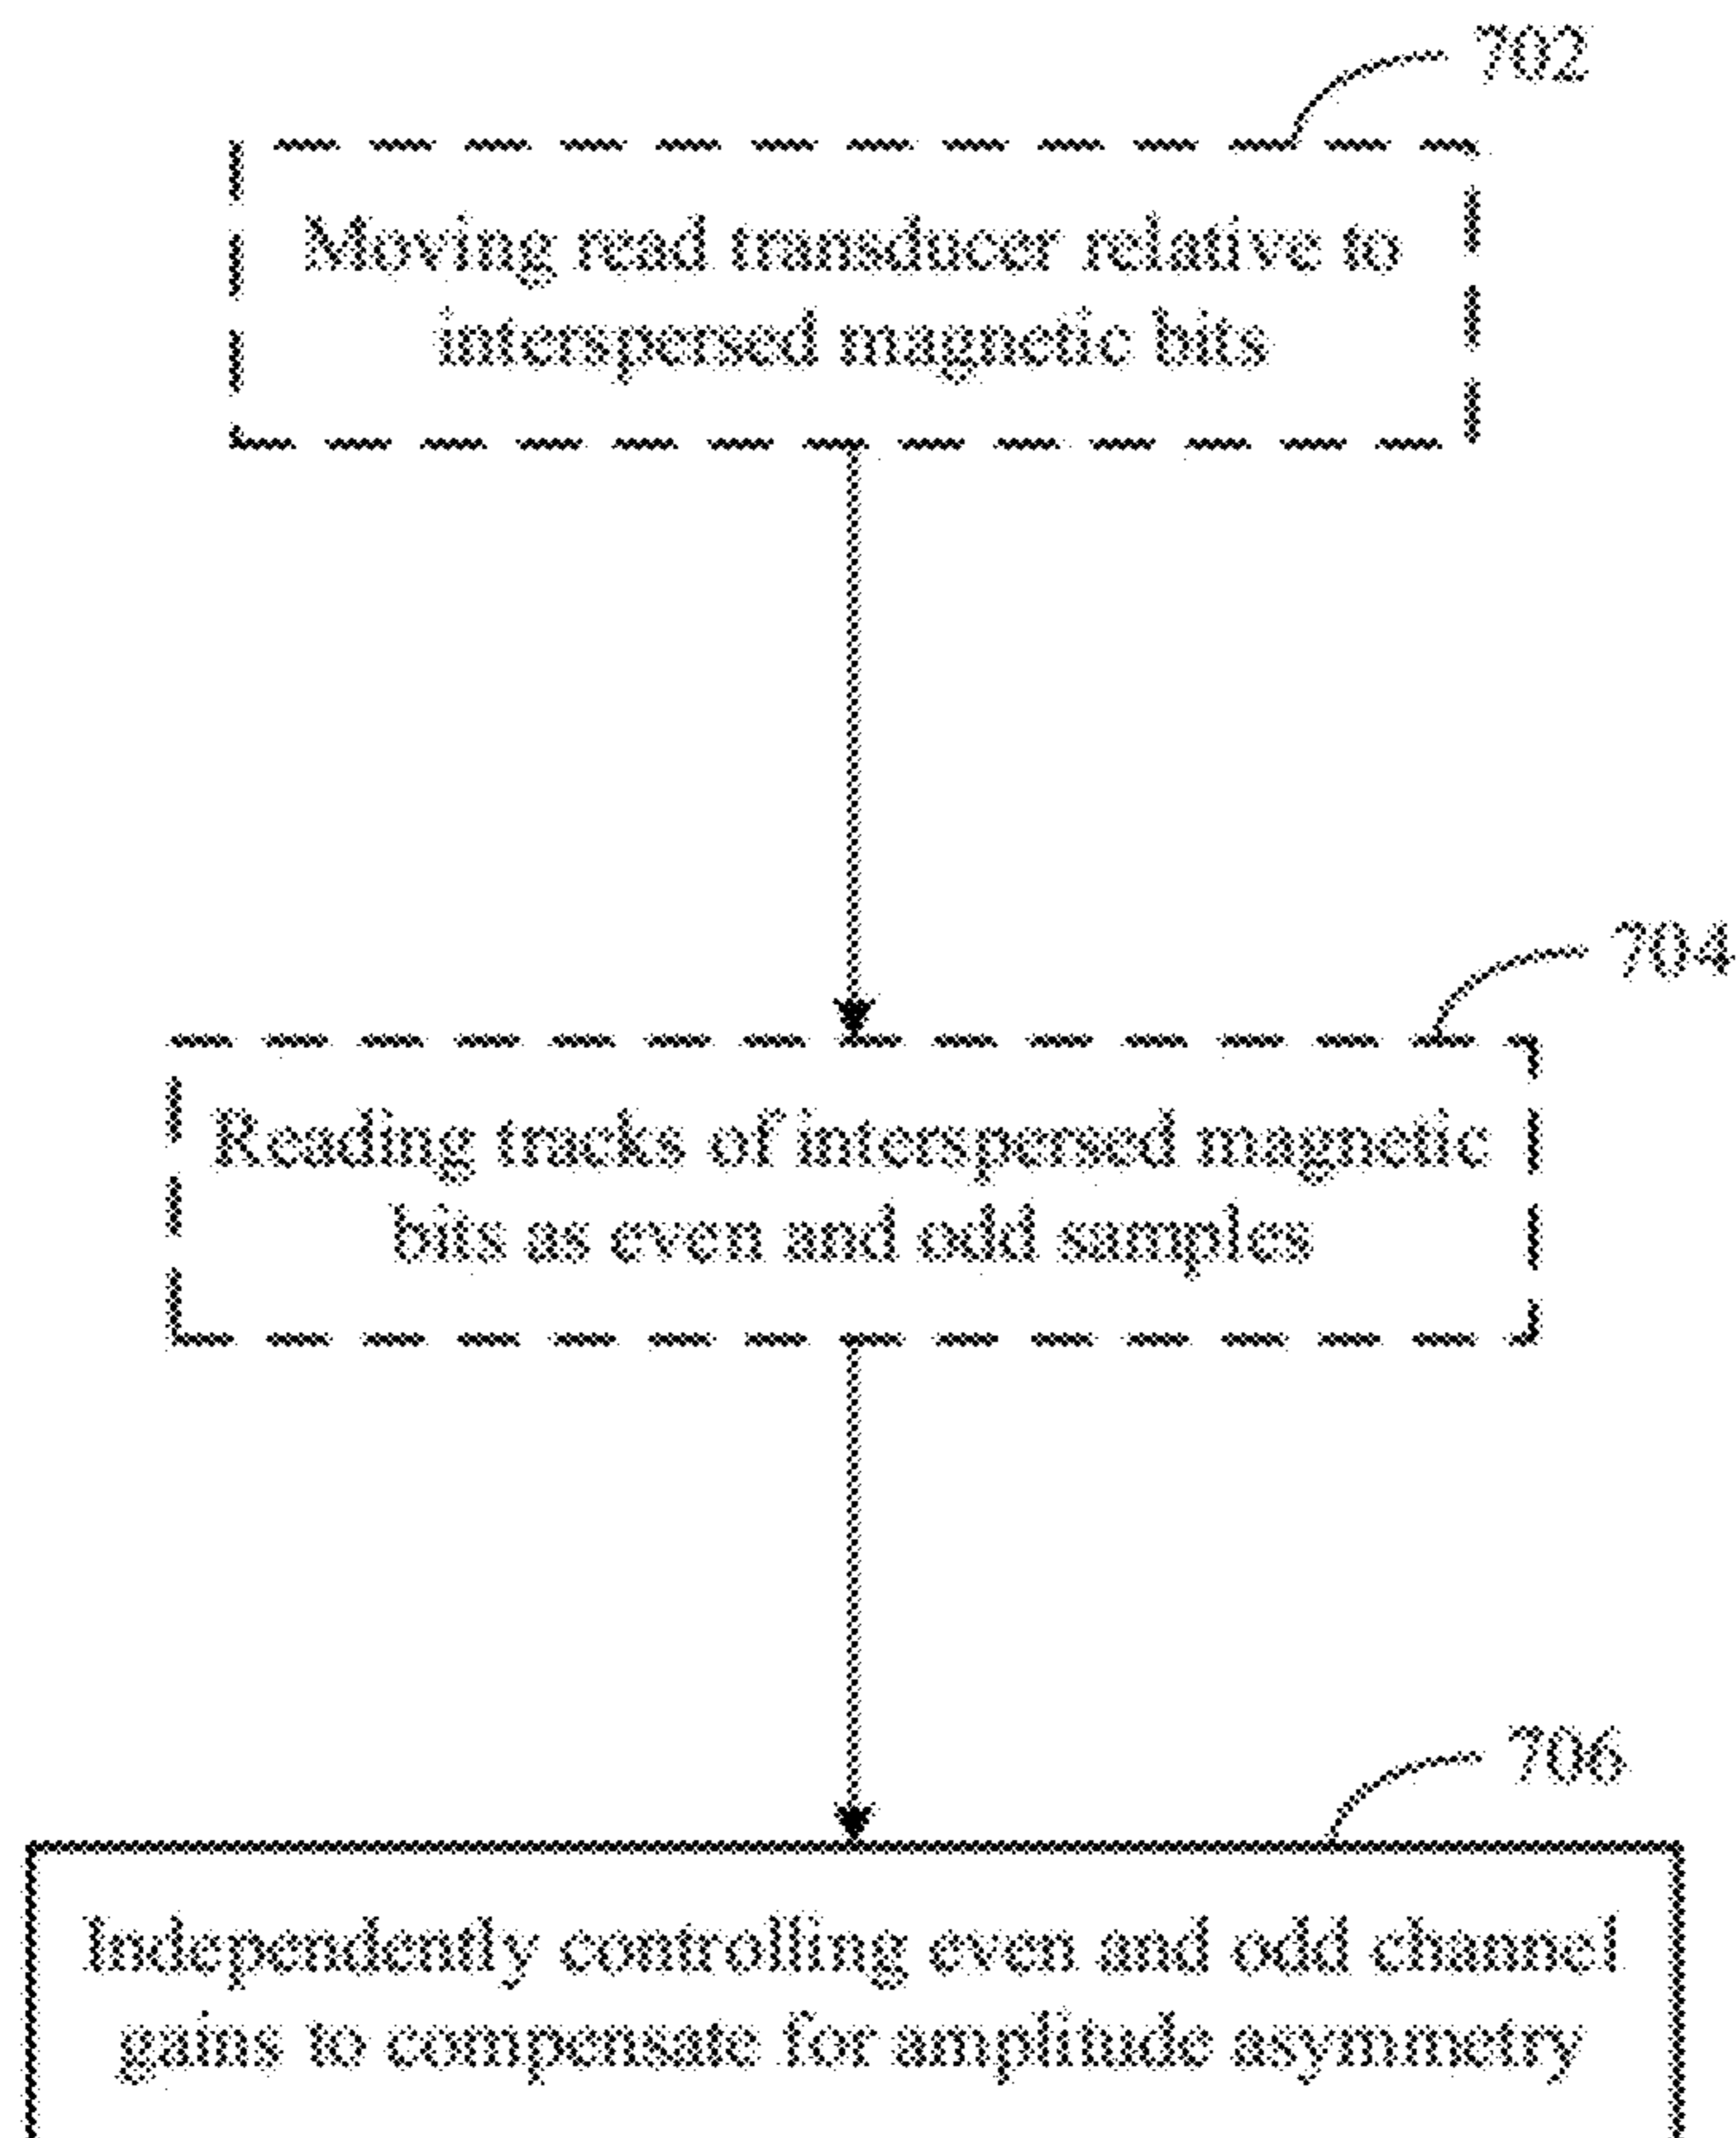 702
Moving read transducer relative to
interspersed magnetic bits
704
Reading tracks of interspersed magnetic
bits as even and odd samples
706
Independently controlling even and odd channel
gains to compensate for amplitude asymmetry